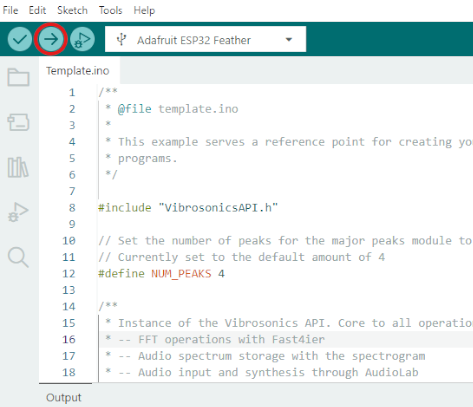 File Edit Sketch Tools Help
Adafruit ESP32 Feather
Template.ino
1 /**
2 * @file template.ino
3 *
4 * This example serves a reference point for creating you
5 * programs.
6 */
7
8 #include "VibrosonicsAPI.h"
9
10 // Set the number of peaks for the major peaks module to
11 // Currently set to the default amount of 4
12 #define NUM_PEAKS 4
13
14 /**
15 * Instance of the Vibrosonics API. Core to all operatio
16 * -- FFT operations with Fast4ier
17 * -- Audio spectrum storage with the spectrogram
18 * -- Audio input and synthesis through AudioLab
Output